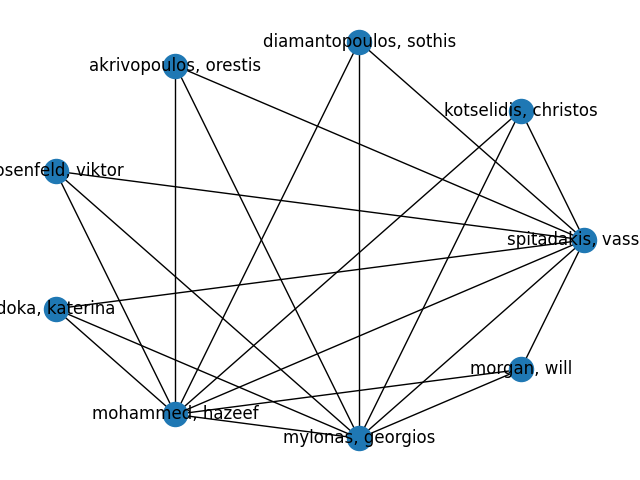 diamantopoulos, sothis
akrivopoulos, orestis
kotselidis, christos
osenfeld, viktor
spitadakis, vass
doka, katerina
morgan, will
mohammed, hazeef
mylonas, georgios